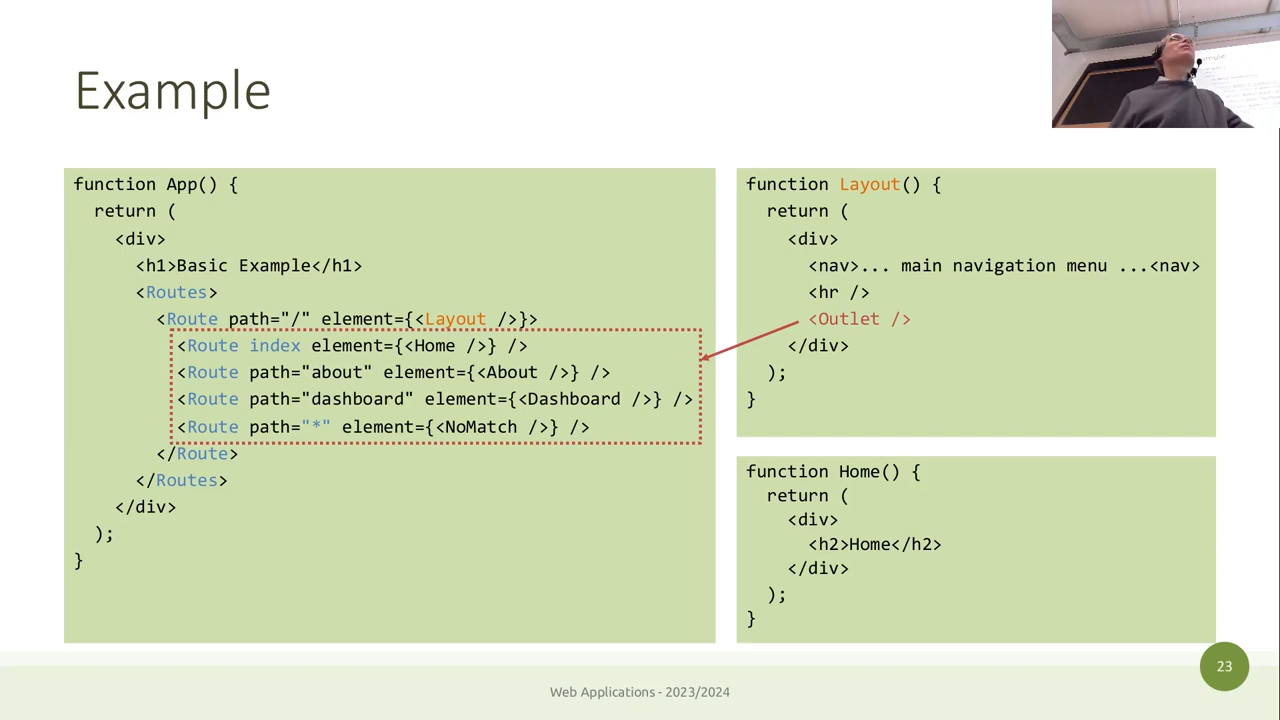 Example
function App() {
return (
<div>
<h1>Basic Example</h1>
<Routes>
<Route path="/" element={<Layout />}>
<Route index element={<Home />} />
<Route path="about" element={<About />} />
<Route path="dashboard" element={<Dashboard />} />
<Route path="*" element={<NoMatch />} />
</Route>
</Routes>
</div>
);
}
function Layout() {
return (
<div>
<nav>... main navigation menu ...<nav>
<hr />
<Outlet />
</div>
);
}
function Home() {
return (
<div>
<h2>Home</h2>
</div>
);
}
Web Applications - 2023/2024
23